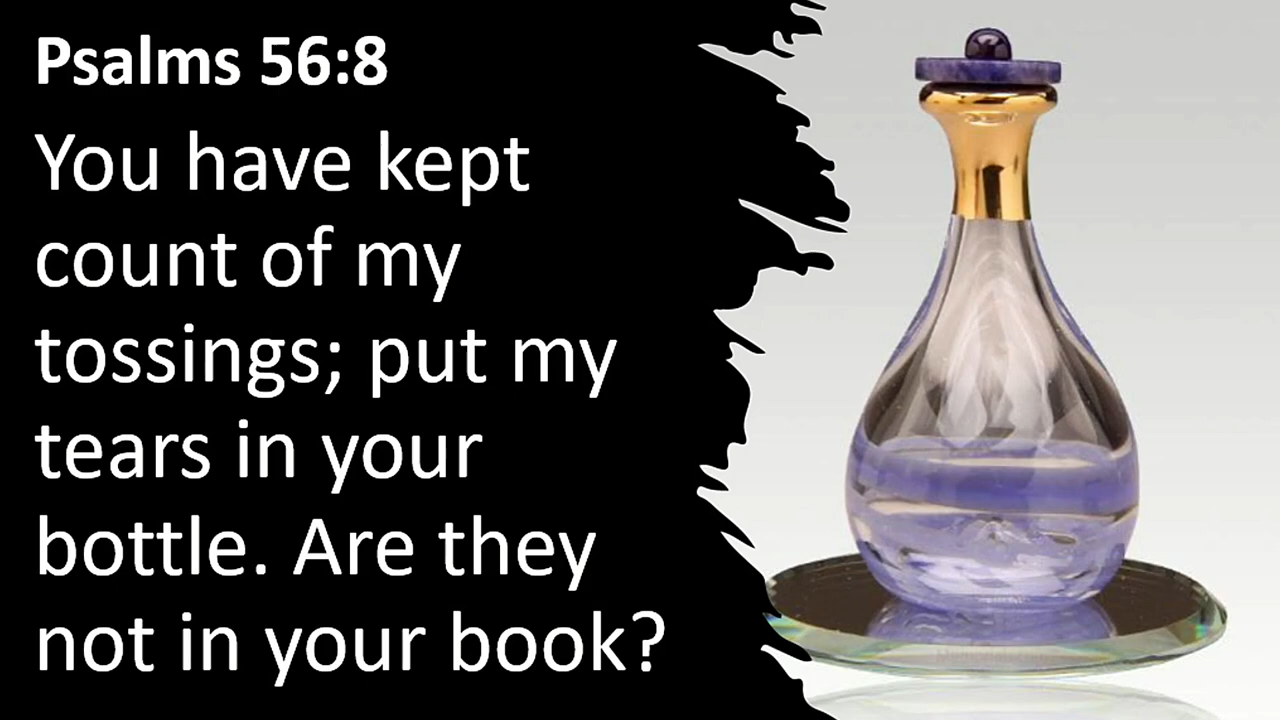 Psalms 56:8
You have kept
count of my
tossings; put my
tears in your
bottle. Are they
not in your book?